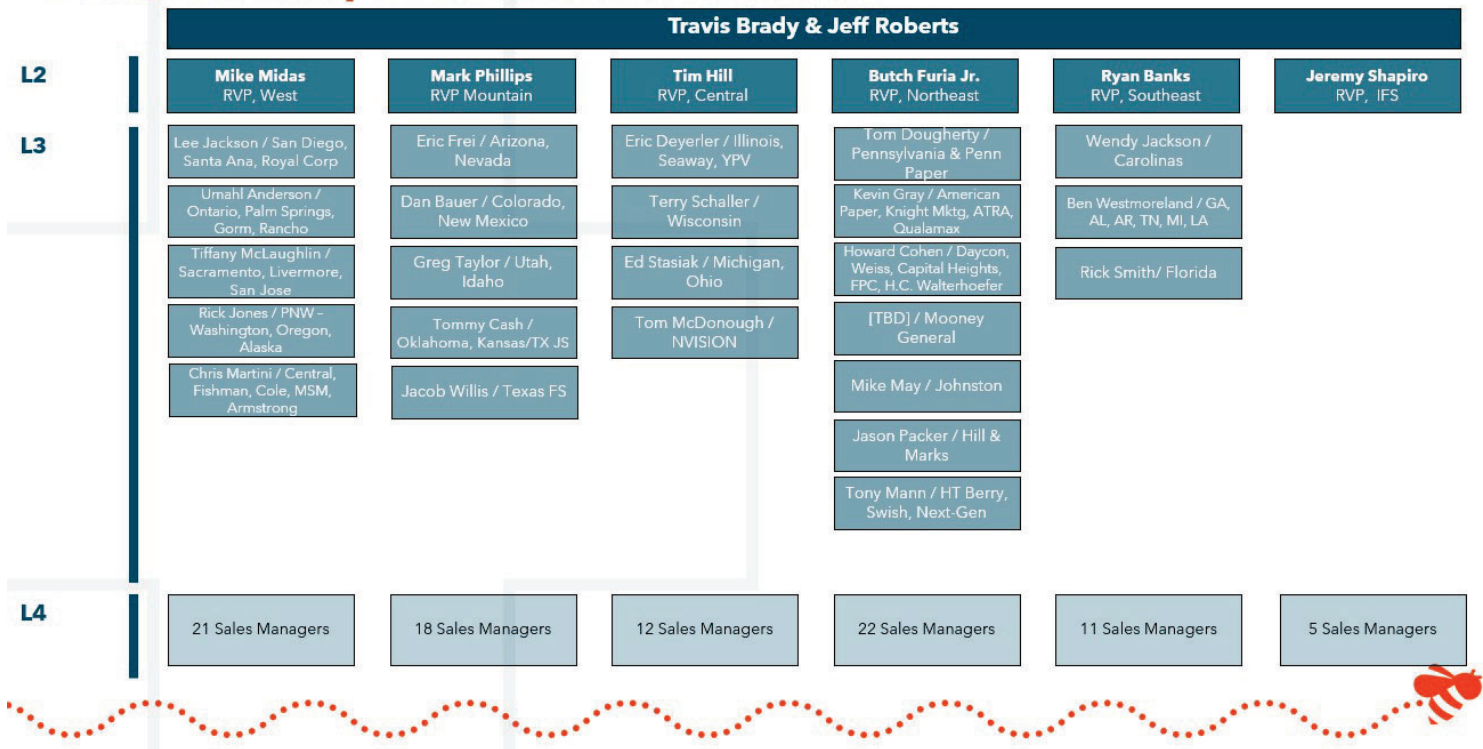 Travis Brady & Jeff Roberts
L2
Mike Midas
RVP, West
Mark Phillips
RVP Mountain
Tim Hill
RVP, Central
Butch Furia Jr.
RVP, Northeast
Ryan Banks
RVP, Southeast
Jeremy Shapiro
RVP, IFS
L3
Lee Jackson / San Diego,
Santa Ana, Royal Corp
Umahl Anderson /
Ontario, Palm Springs,
Gorm, Rancho
Tiffany McLaughlin /
Sacramento, Livermore,
San Jose
Rick Jones / PNW –
Washington, Oregon,
Alaska
Chris Martini / Central,
Fishman, Cole, MSM,
Armstrong
Eric Frei / Arizona,
Nevada
Dan Bauer / Colorado,
New Mexico
Greg Taylor / Utah,
Idaho
Tommy Cash /
Oklahoma, Kansas/TX JS
Jacob Willis / Texas FS
Eric Deyerler / Illinois,
Seaway, YPV
Terry Schaller /
Wisconsin
Ed Stasiak / Michigan,
Ohio
Tom McDonough /
NVISION
Tom Dougherty /
Pennsylvania & Penn
Paper
Kevin Gray / American
Paper, Knight Mktg, ATRA,
Qualamax
Howard Cohen / Daycon,
Weiss, Capital Heights,
FPC, H.C. Walterhoefer
[TBD] / Mooney
General
Mike May / Johnston
Jason Packer / Hill &
Marks
Tony Mann / HT Berry,
Swish, Next-Gen
Wendy Jackson /
Carolinas
Ben Westmoreland / GA,
AL, AR, TN, MI, LA
Rick Smith/ Florida
L4
21 Sales Managers
18 Sales Managers
12 Sales Managers
22 Sales Managers
11 Sales Managers
5 Sales Managers